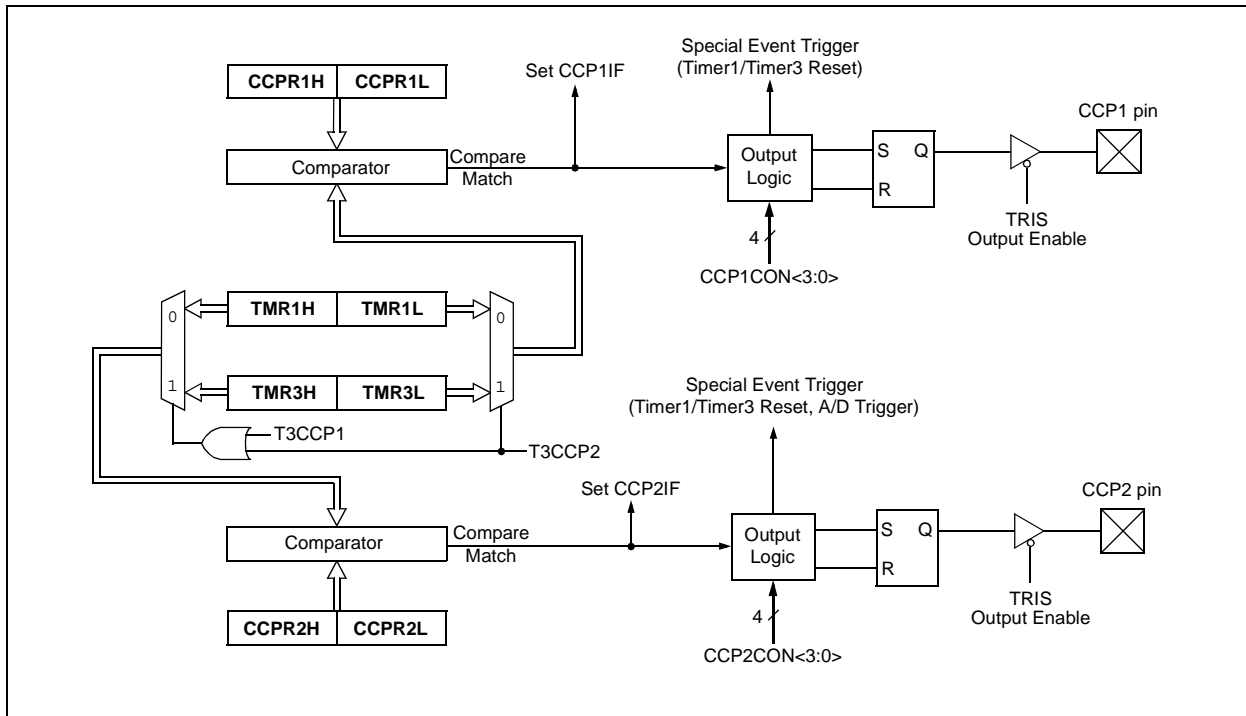 Special Event Trigger
(Timer1/Timer3 Reset)
Set CCP1IF
CCPR1H CCPR1L
CCP1 pin
Comparator
Compare
Match
Output
Logic
S Q
R
TRIS
Output Enable
4
CCP1CON<3:0>
0 TMR1H TMR1L 0
1 TMR3H TMR3L 1
T3CCP1
T3CCP2
Special Event Trigger
(Timer1/Timer3 Reset, A/D Trigger)
Set CCP2IF
CCP2 pin
Comparator
Compare
Match
Output
Logic
S Q
R
TRIS
Output Enable
4
CCPR2H CCPR2L
CCP2CON<3:0>